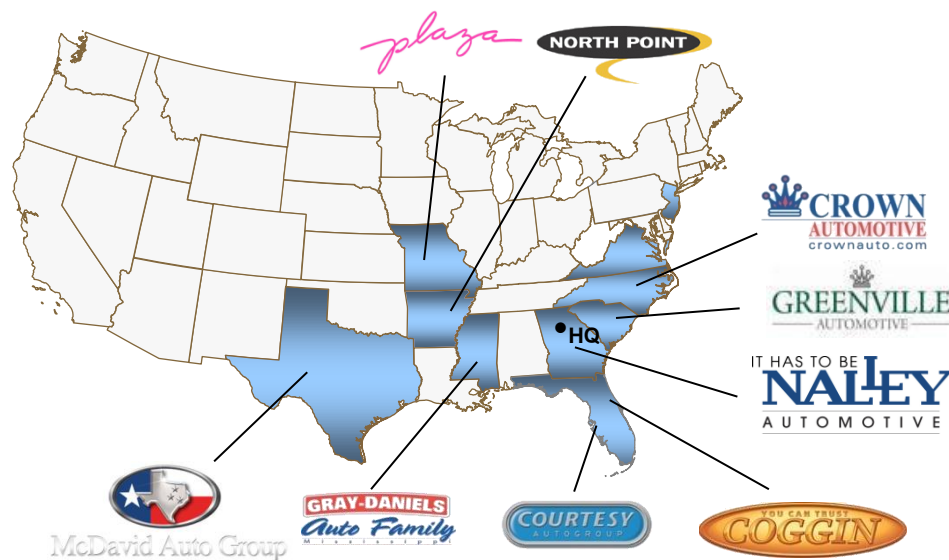 plaza
NORTH POINT
CROWN
AUTOMOTIVE
crownauto.com
GREENVILLE
AUTOMOTIVE
HQ
IT HAS TO BE
NALLEY
AUTOMOTIVE
McDavid Auto Group
GRAY-DANIELS
Auto Family
Mississippi
COURTESY
AUTOGROUP
YOU CAN TRUST
COGGIN